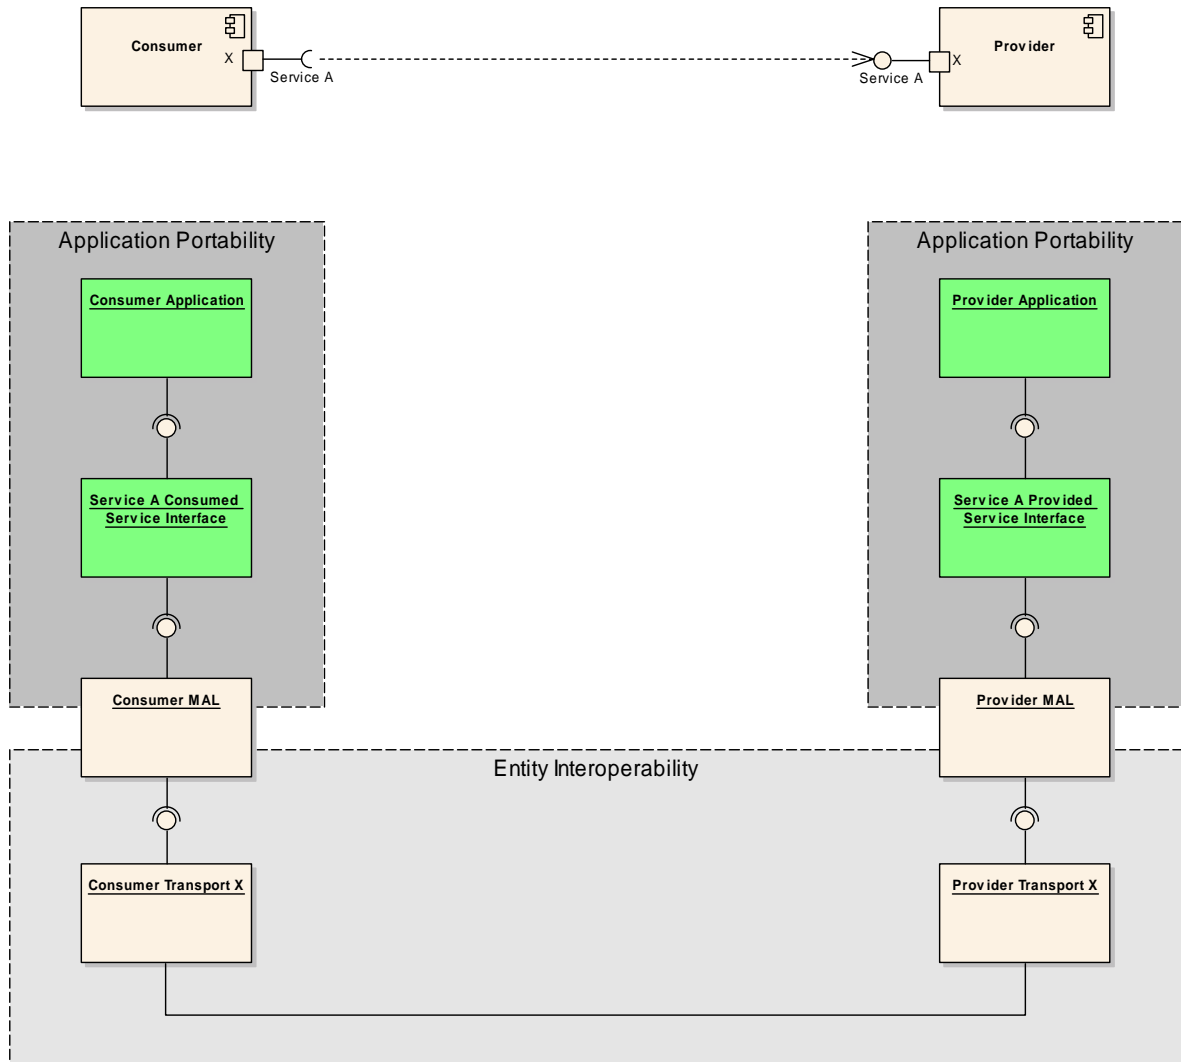 Consumer
X
Service A
Provider
X
Service A
Application Portability
Application Portability
Consumer Application
Provider Application
Service A Consumed
Service Interface
Service A Provided
Service Interface
Consumer MAL
Provider MAL
Entity Interoperability
Consumer Transport X
Provider Transport X